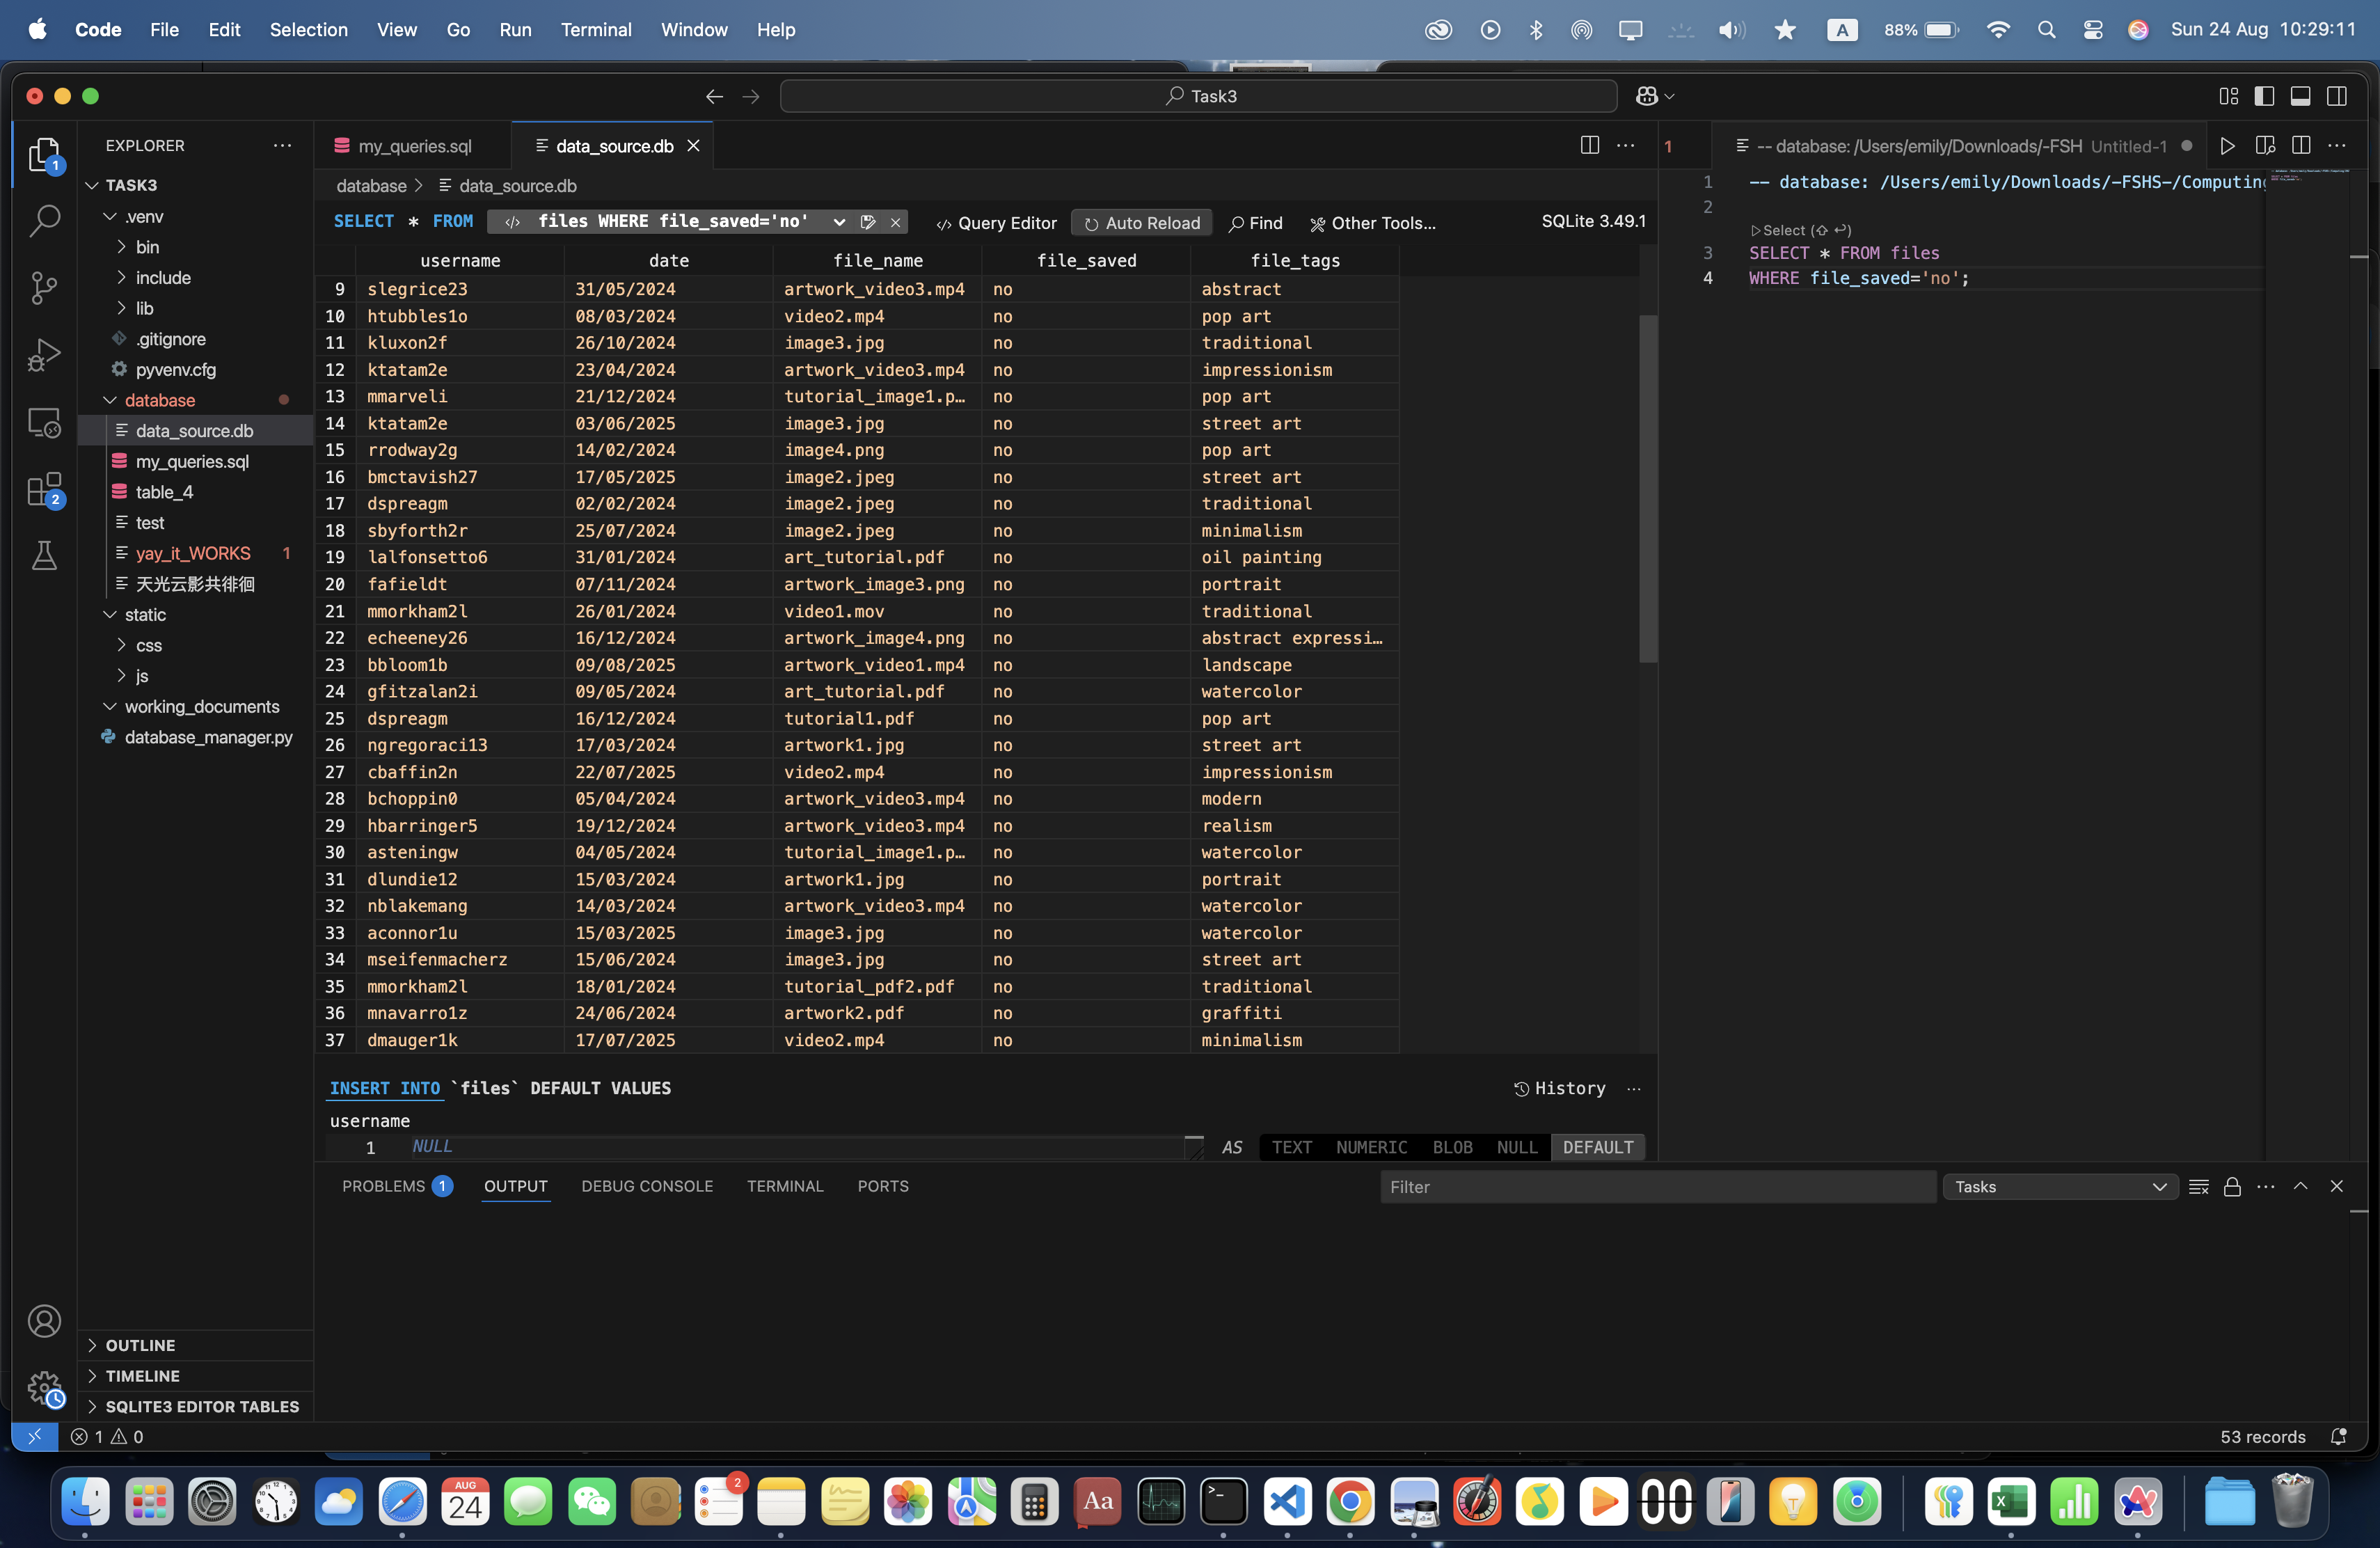 Code File Edit Selection View Go Run Terminal Window Help A 88% Sun 24 Aug 10:29:11
Task3
EXPLORER
TASK3
.venv
bin
include
lib
.gitignore
pyvenv.cfg
database
data_source.db
my_queries.sql
table_4
test
yay_it_WORKS 1
天光云影共徘徊
static
css
js
working_documents
database_manager.py
OUTLINE
TIMELINE
SQLITE3 EDITOR TABLES
1
2
my_queries.sql data_source.db
database data_source.db
SELECT * FROM files WHERE file_saved='no' Query Editor Auto Reload Find Other Tools... SQLite 3.49.1
username date file_name file_saved file_tags
9 slegrice23 31/05/2024 artwork_video3.mp4 no abstract
10 htubbles1o 08/03/2024 video2.mp4 no pop art
11 kluxon2f 26/10/2024 image3.jpg no traditional
12 ktatam2e 23/04/2024 artwork_video3.mp4 no impressionism
13 mmarveli 21/12/2024 tutorial_image1.p… no pop art
14 ktatam2e 03/06/2025 image3.jpg no street art
15 rrodway2g 14/02/2024 image4.png no pop art
16 bmctavish27 17/05/2025 image2.jpeg no street art
17 dspreagm 02/02/2024 image2.jpeg no traditional
18 sbyforth2r 25/07/2024 image2.jpeg no minimalism
19 lalfonsetto6 31/01/2024 art_tutorial.pdf no oil painting
20 fafieldt 07/11/2024 artwork_image3.png no portrait
21 mmorkham2l 26/01/2024 video1.mov no traditional
22 echeeney26 16/12/2024 artwork_image4.png no abstract expressi…
23 bbloom1b 09/08/2025 artwork_video1.mp4 no landscape
24 gfitzalan2i 09/05/2024 art_tutorial.pdf no watercolor
25 dspreagm 16/12/2024 tutorial1.pdf no pop art
26 ngregoraci13 17/03/2024 artwork1.jpg no street art
27 cbaffin2n 22/07/2025 video2.mp4 no impressionism
28 bchoppin0 05/04/2024 artwork_video3.mp4 no modern
29 hbarringer5 19/12/2024 artwork_video3.mp4 no realism
30 asteningw 04/05/2024 tutorial_image1.p… no watercolor
31 dlundie12 15/03/2024 artwork1.jpg no portrait
32 nblakemang 14/03/2024 artwork_video3.mp4 no watercolor
33 aconnor1u 15/03/2025 image3.jpg no watercolor
34 mseifenmacherz 15/06/2024 image3.jpg no street art
35 mmorkham2l 18/01/2024 tutorial_pdf2.pdf no traditional
36 mnavarro1z 24/06/2024 artwork2.pdf no graffiti
37 dmauger1k 17/07/2025 video2.mp4 no minimalism
INSERT INTO `files` DEFAULT VALUES History
username
1 NULL AS TEXT NUMERIC BLOB NULL DEFAULT
1 -- database: /Users/emily/Downloads/-FSH Untitled-1
1 -- database: /Users/emily/Downloads/-FSHS-/Computing
2
Select
3 SELECT * FROM files
4 WHERE file_saved='no';
PROBLEMS 1 OUTPUT DEBUG CONSOLE TERMINAL PORTS Filter Tasks
1 0 53 records
AUG
24
2
Aa
00